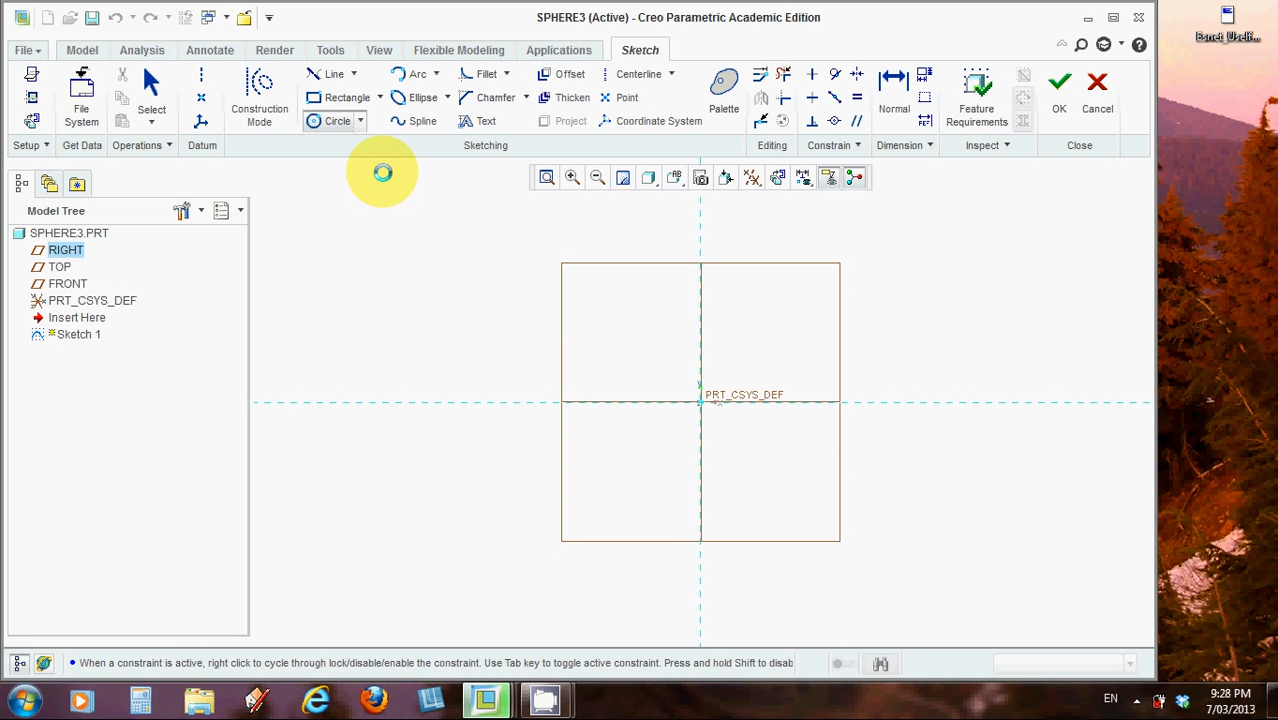 SPHERE3 (Active) - Creo Parametric Academic Edition
File Model Analysis Annotate Render Tools View Flexible Modeling Applications Sketch
Line Arc Fillet Offset Centerline
Rectangle Ellipse Chamfer Thicken Point
Circle Spline Text Project Coordinate System
File System
Select
Construction Mode
Palette
Normal
Feature Requirements
OK
Cancel
Setup Get Data Operations Datum Sketching Editing Constrain Dimension Inspect Close
Model Tree
SPHERE3.PRT
RIGHT
TOP
FRONT
PRT_CSYS_DEF
Insert Here
Sketch 1
PRT_CSYS_DEF
When a constraint is active, right click to cycle through lock/disable/enable the constraint. Use Tab key to toggle active constraint. Press and hold Shift to disab
EN
9:28 PM
7/03/2013